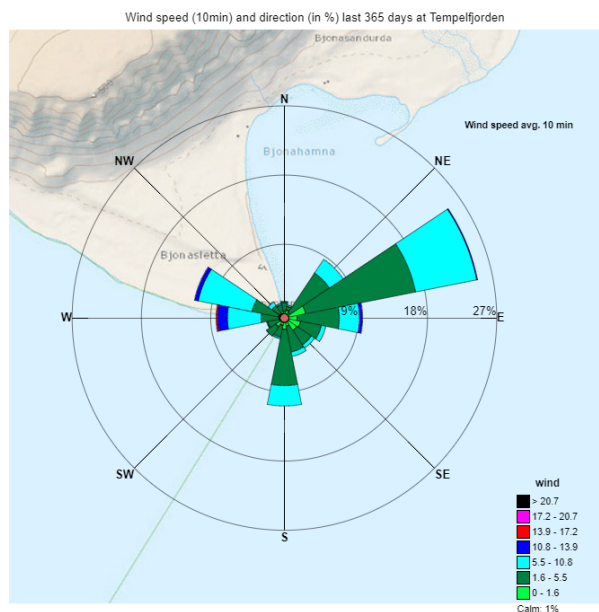 Wind speed (10min) and direction (in %) last 365 days at Tempelfjorden
Bjonasandurda
N
Wind speed avg. 10 min
Bjonahamna
NW
NE
Bjonasletta
W
9%
18%
27%
E
SW
SE
S
wind
> 20.7
17.2 - 20.7
13.9 - 17.2
10.8 - 13.9
5.5 - 10.8
1.6 - 5.5
0 - 1.6
Calm: 1%